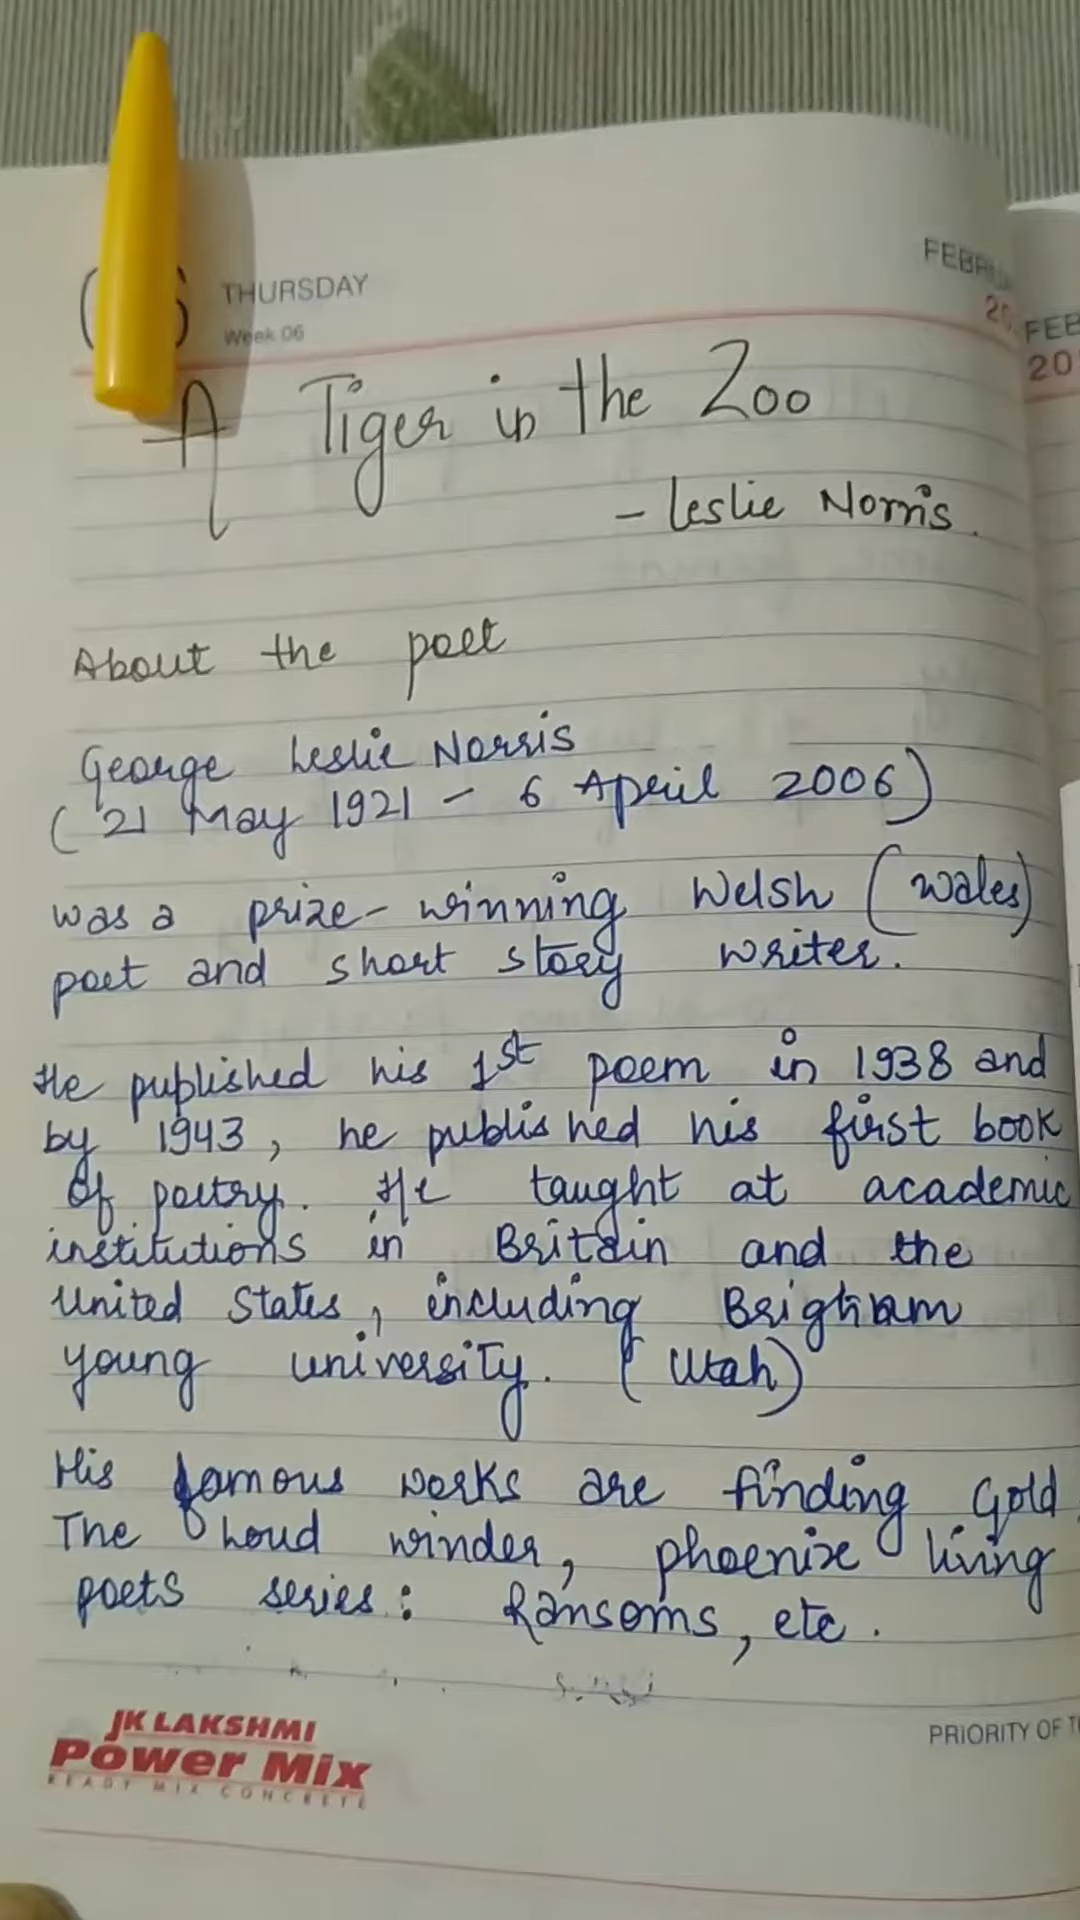 THURSDAY
Week 06
FEBRU
20
FEB
20
A Tiger in the Zoo
- Leslie Norris.
About the poet
George Leslie Norris
(21 May 1921 - 6 April 2006)
was a prize-winning Welsh (Wales)
poet and short story writer.
He published his 1st poem in 1938 and
by 1943, he published his first book
of poetry. He taught at academic
institutions in Britain and the
United States, including Brigham
young university. (Utah)
His famous works are finding Gold,
The loud winder, phoenix living
poets series: Ransoms, etc.
JK LAKSHMI
Power Mix
READY MIX CONCRETE
PRIORITY OF T